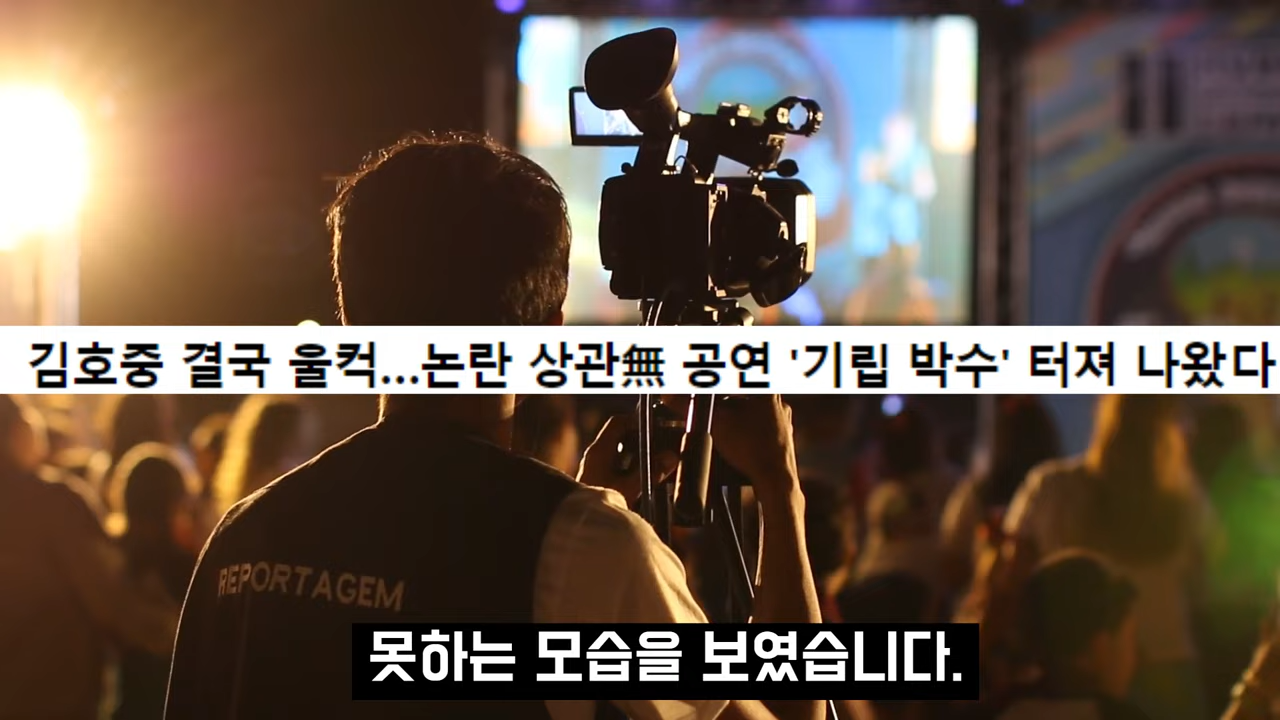 김호중 결국 울컥...논란 상관無 공연 '기립 박수' 터져 나왔다
REPORTAGEM
못하는 모습을 보였습니다.